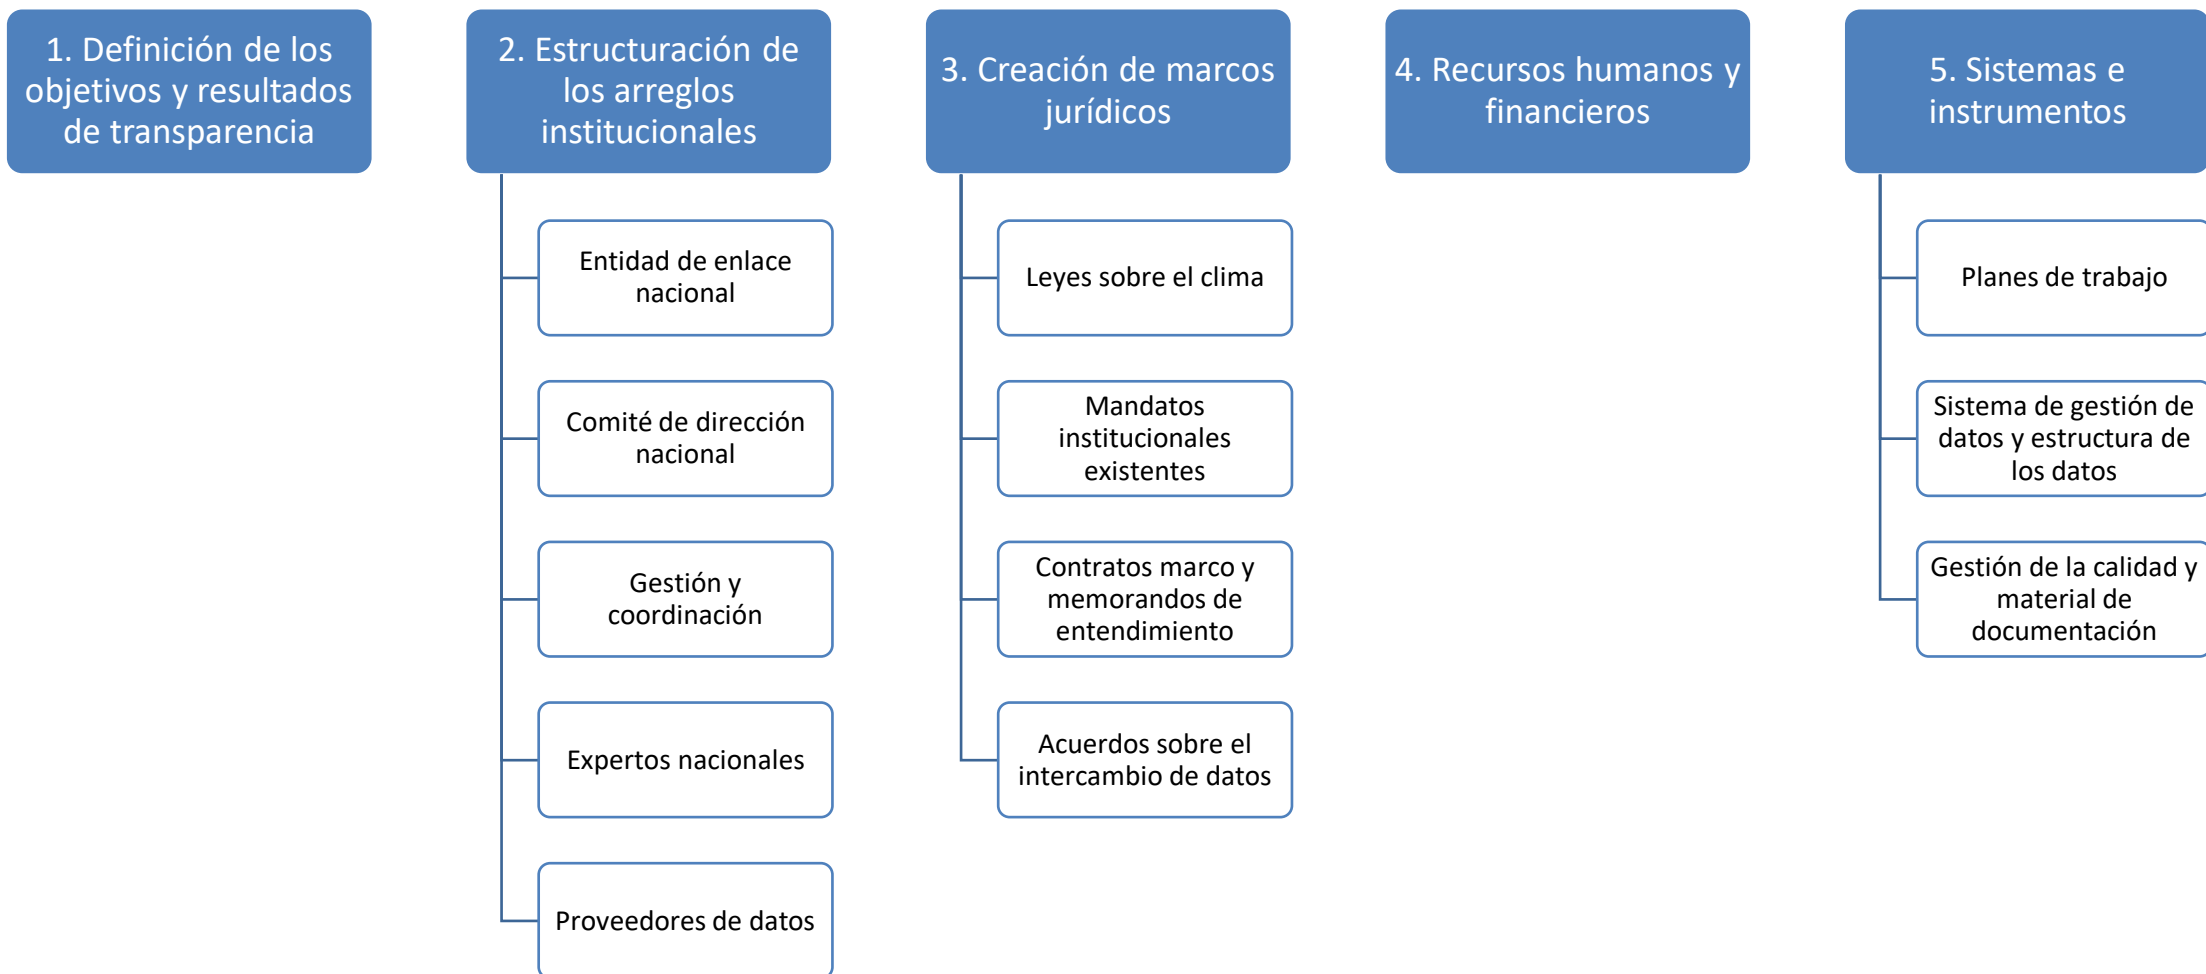 1. Definición de los
objetivos y resultados
de transparencia
2. Estructuración de
los arreglos
institucionales
Entidad de enlace
nacional
Comité de dirección
nacional
Gestión y
coordinación
Expertos nacionales
Proveedores de datos
3. Creación de marcos
jurídicos
Leyes sobre el clima
Mandatos
institucionales
existentes
Contratos marco y
memorandos de
entendimiento
Acuerdos sobre el
intercambio de datos
4. Recursos humanos y
financieros
5. Sistemas e
instrumentos
Planes de trabajo
Sistema de gestión de
datos y estructura de
los datos
Gestión de la calidad y
material de
documentación